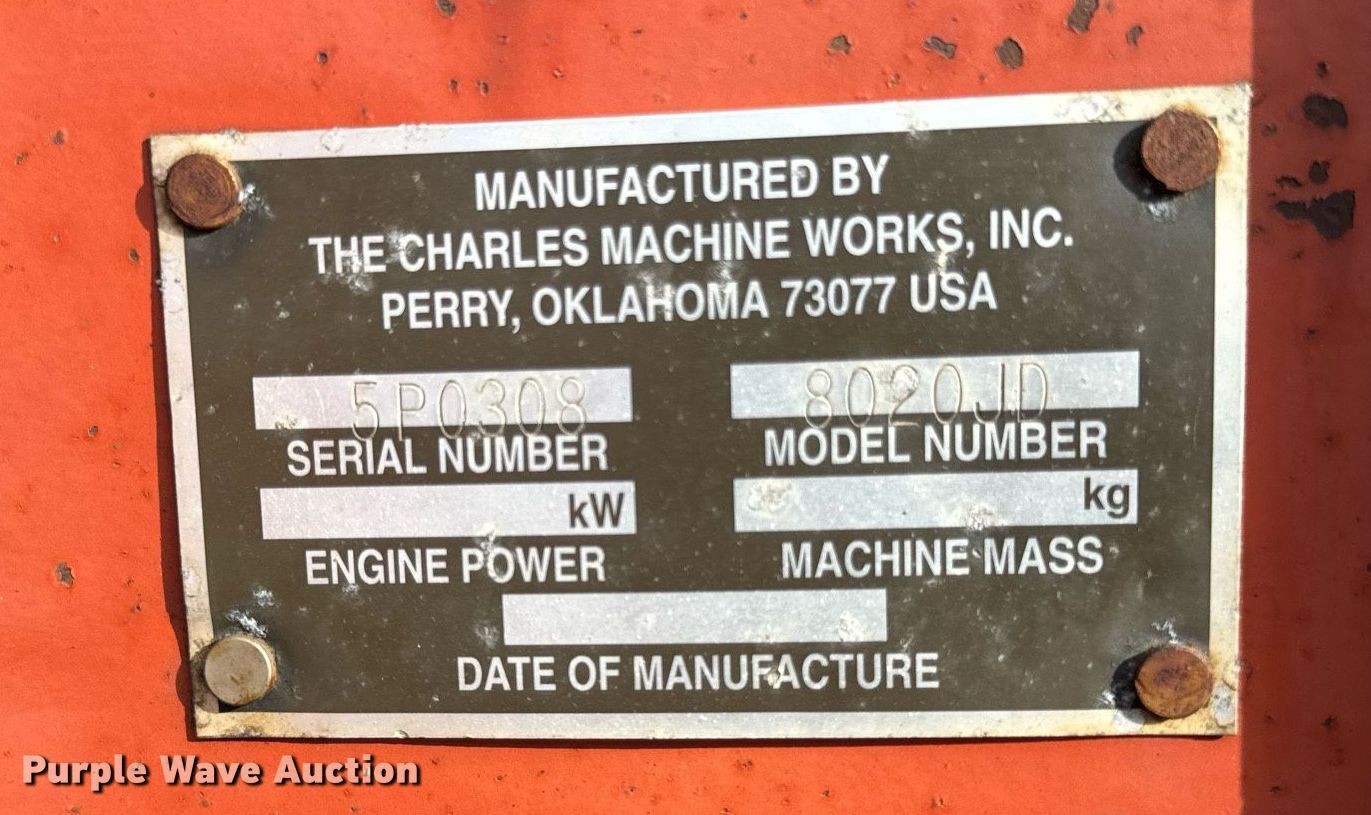 MANUFACTURED BY
THE CHARLES MACHINE WORKS, INC.
PERRY, OKLAHOMA 73077 USA
5P0308 8020JD
SERIAL NUMBER MODEL NUMBER
kW kg
ENGINE POWER MACHINE MASS
DATE OF MANUFACTURE
Purple Wave Auction